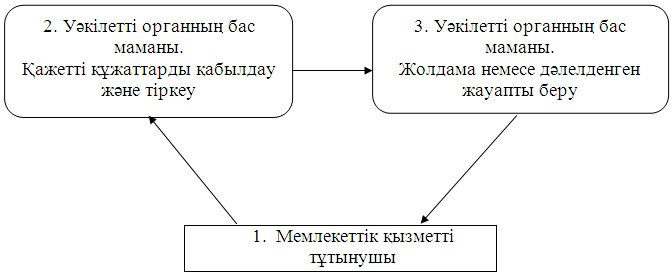 2. Уәкілетті органның бас
маманы.
Қажетті құжаттарды қабылдау
және тіркеу
3. Уәкілетті органның бас
маманы.
Жолдама немесе дәлелденген
жауапты беру
1. Мемлекеттік қызметті
тұтынушы